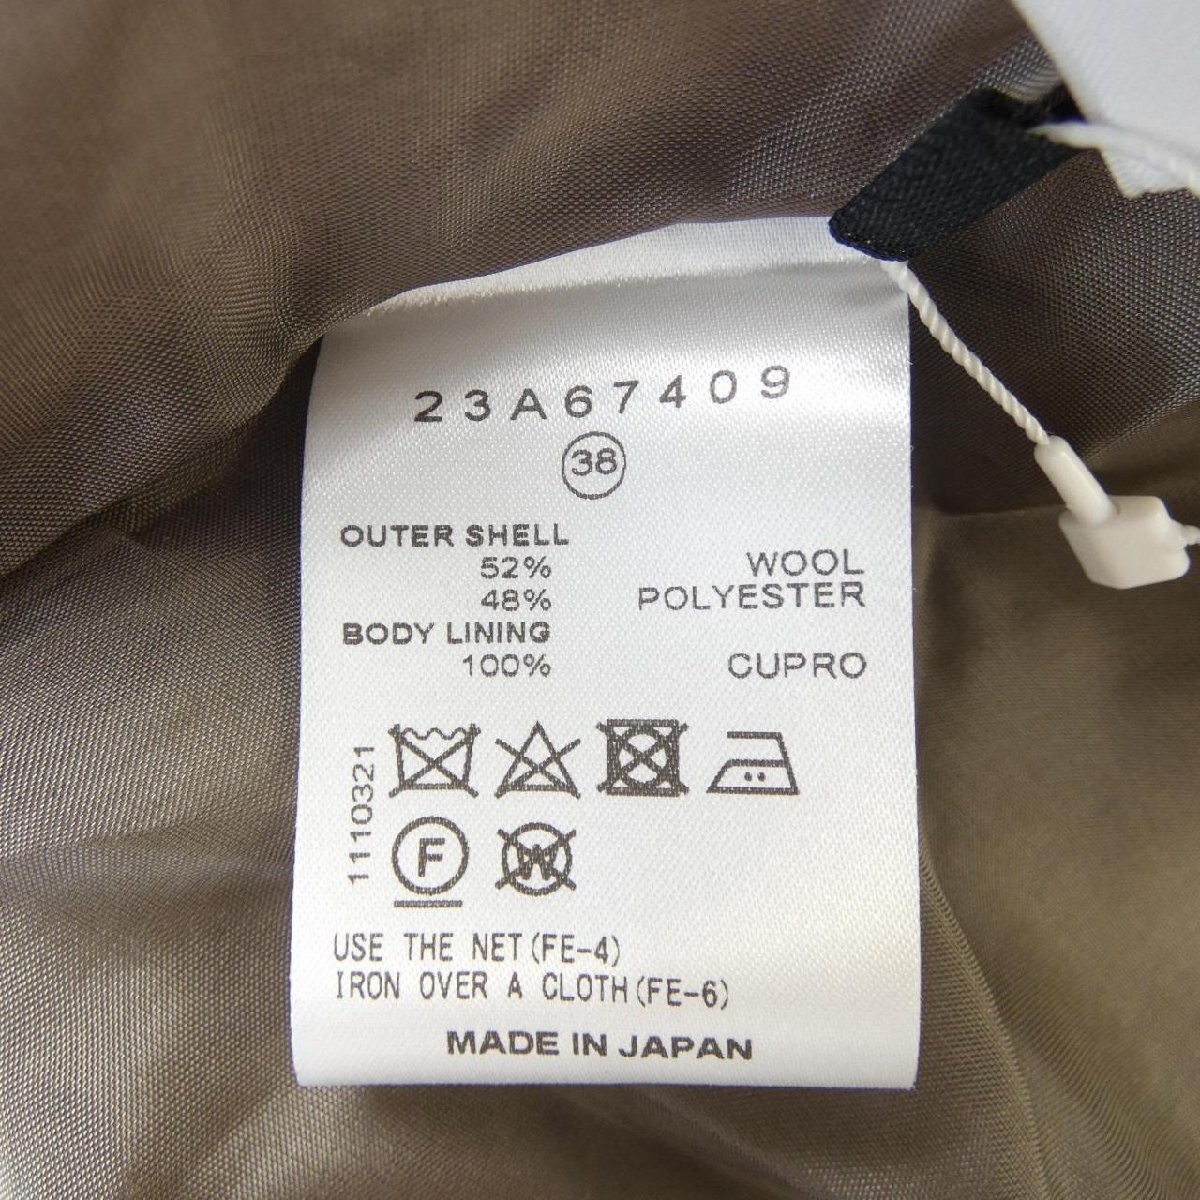 23A67409
38
OUTER SHELL
52% WOOL
48% POLYESTER
BODY LINING
100% CUPRO
1110321
F W
USE THE NET(FE-4)
IRON OVER A CLOTH(FE-6)
MADE IN JAPAN